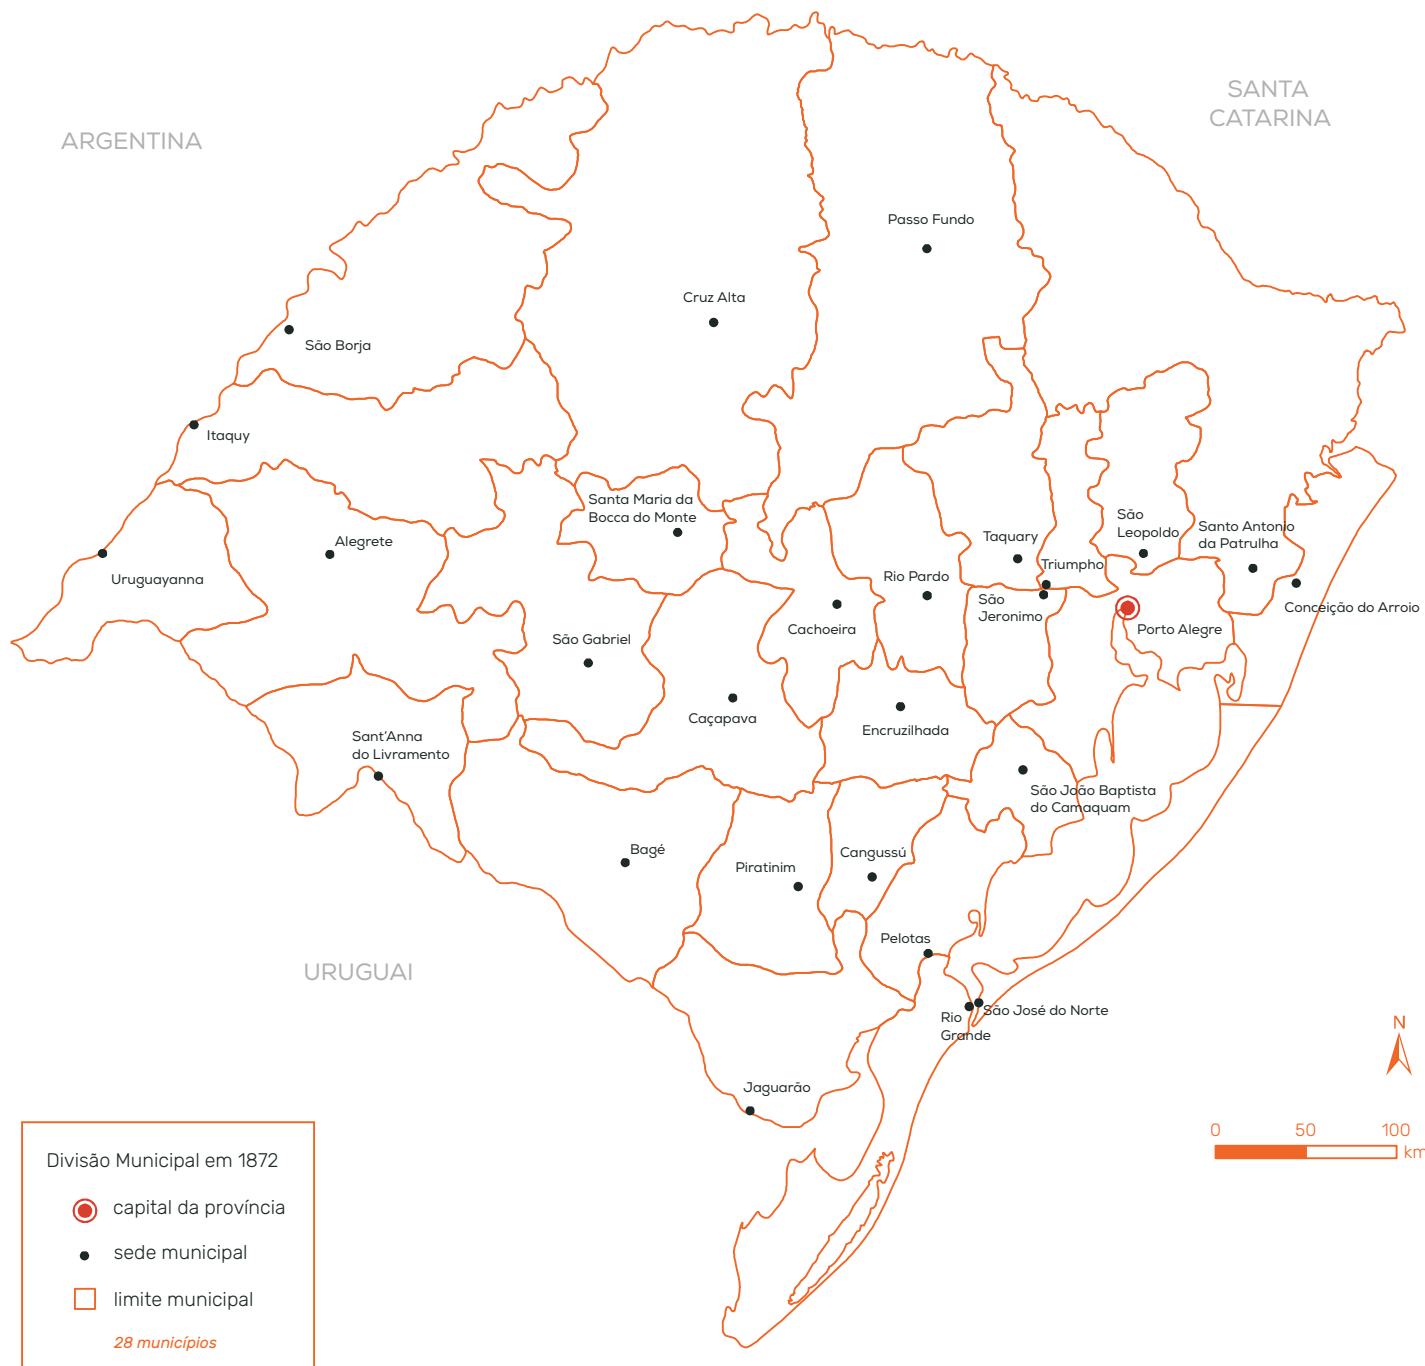 SANTA
CATARINA
ARGENTINA
Passo Fundo
Cruz Alta
São Borja
Itaquy
Santa Maria da
Bocca do Monte
São
Leopoldo
Santo Antonio
da Patrulha
Alegrete
Taquary
Triumpho
Uruguayanna
Rio Pardo
São
Jeronimo
Conceição do Arroio
Cachoeira
Porto Alegre
São Gabriel
Caçapava
Encruzilhada
Sant'Anna
do Livramento
São João Baptista
do Camaquam
Bagé
Cangussú
Piratinim
Pelotas
URUGUAI
São José do Norte
Rio
Grande
N
Jaguarão
0 50 100
km
Divisão Municipal em 1872
capital da província
sede municipal
limite municipal
28 municípios